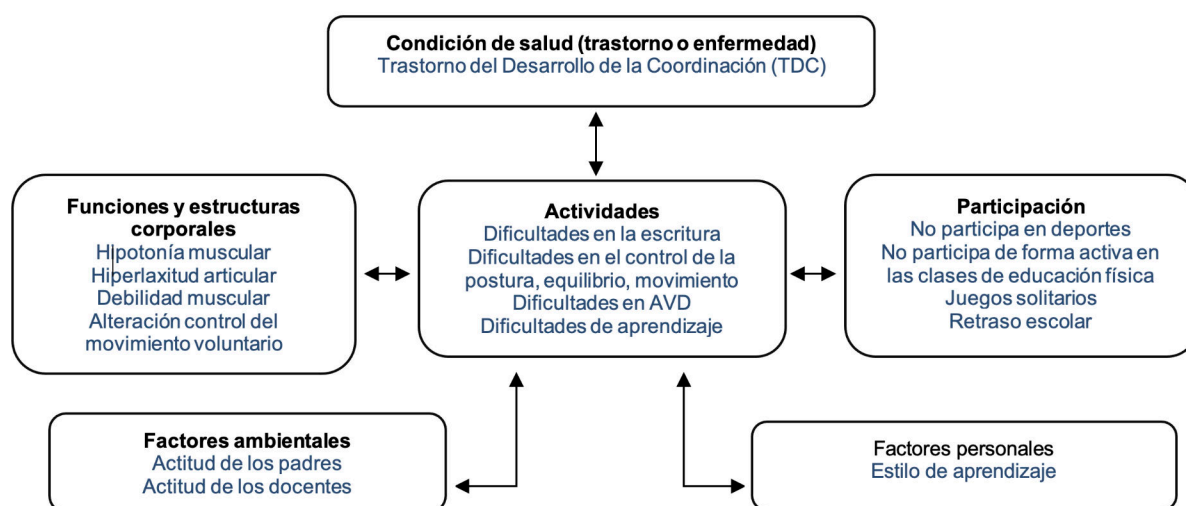 Condición de salud (trastorno o enfermedad)
Trastorno del Desarrollo de la Coordinación (TDC)
Funciones y estructuras
corporales
Hipotonía muscular
Hiperlaxitud articular
Debilidad muscular
Alteración control del
movimiento voluntario
Actividades
Dificultades en la escritura
Dificultades en el control de la
postura, equilibrio, movimiento
Dificultades en AVD
Dificultades de aprendizaje
Participación
No participa en deportes
No participa de forma activa en
las clases de educación física
Juegos solitarios
Retraso escolar
Factores ambientales
Actitud de los padres
Actitud de los docentes
Factores personales
Estilo de aprendizaje